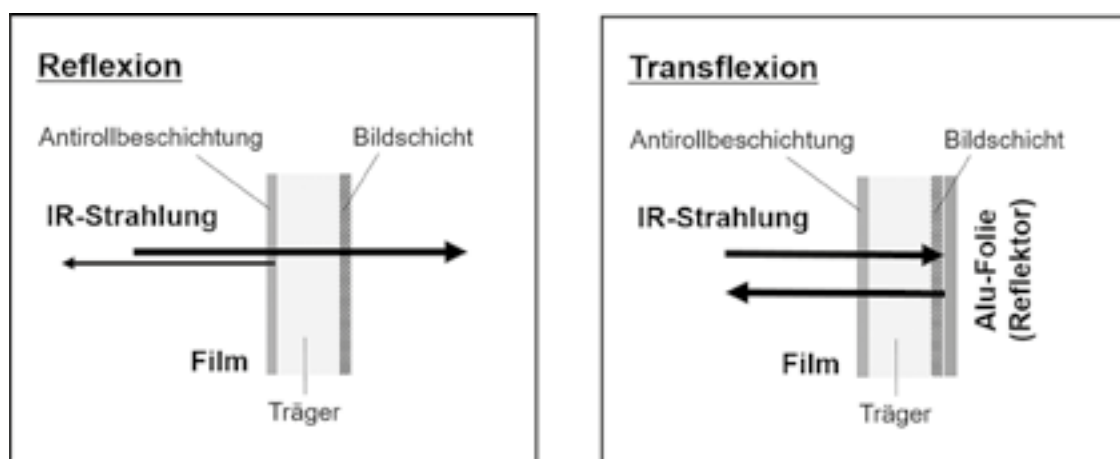 Reflexion
Antirollbeschichtung
Bildschicht
IR-Strahlung
Film
Träger
Transflexion
Antirollbeschichtung
Bildschicht
IR-Strahlung
Alu-Folie
(Reflektor)
Film
Träger